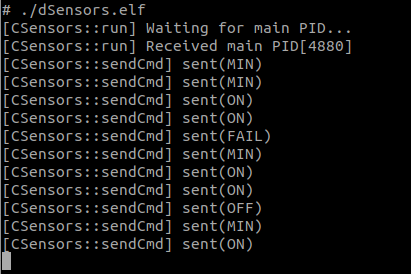 # ./dSensors.elf
[CSensors::run] Waiting for main PID...
[CSensors::run] Received main PID[4880]
[CSensors::sendCmd] sent(MIN)
[CSensors::sendCmd] sent(MIN)
[CSensors::sendCmd] sent(ON)
[CSensors::sendCmd] sent(ON)
[CSensors::sendCmd] sent(FAIL)
[CSensors::sendCmd] sent(MIN)
[CSensors::sendCmd] sent(ON)
[CSensors::sendCmd] sent(ON)
[CSensors::sendCmd] sent(OFF)
[CSensors::sendCmd] sent(MIN)
[CSensors::sendCmd] sent(ON)